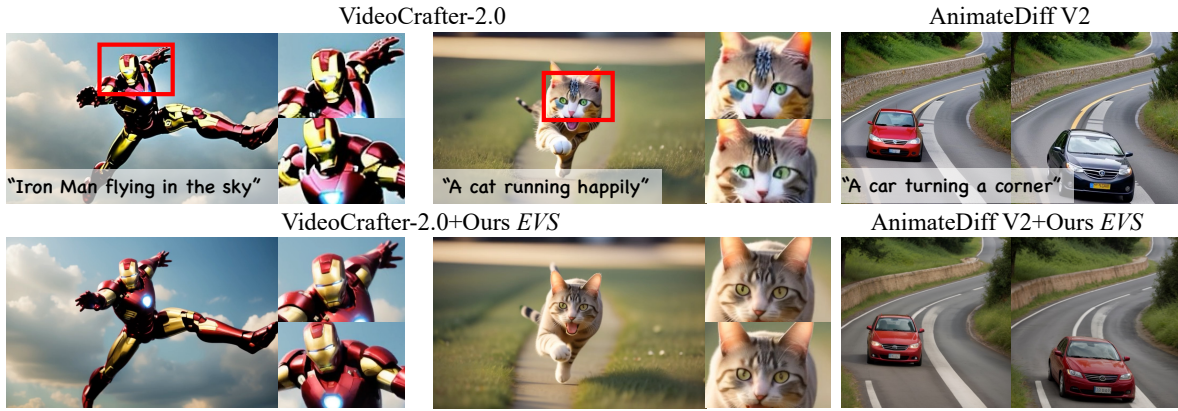 VideoCrafter-2.0
AnimateDiff V2
“Iron Man flying in the sky”
“A cat running happily”
“A car turning a corner”
VideoCrafter-2.0+Ours EVS
AnimateDiff V2+Ours EVS